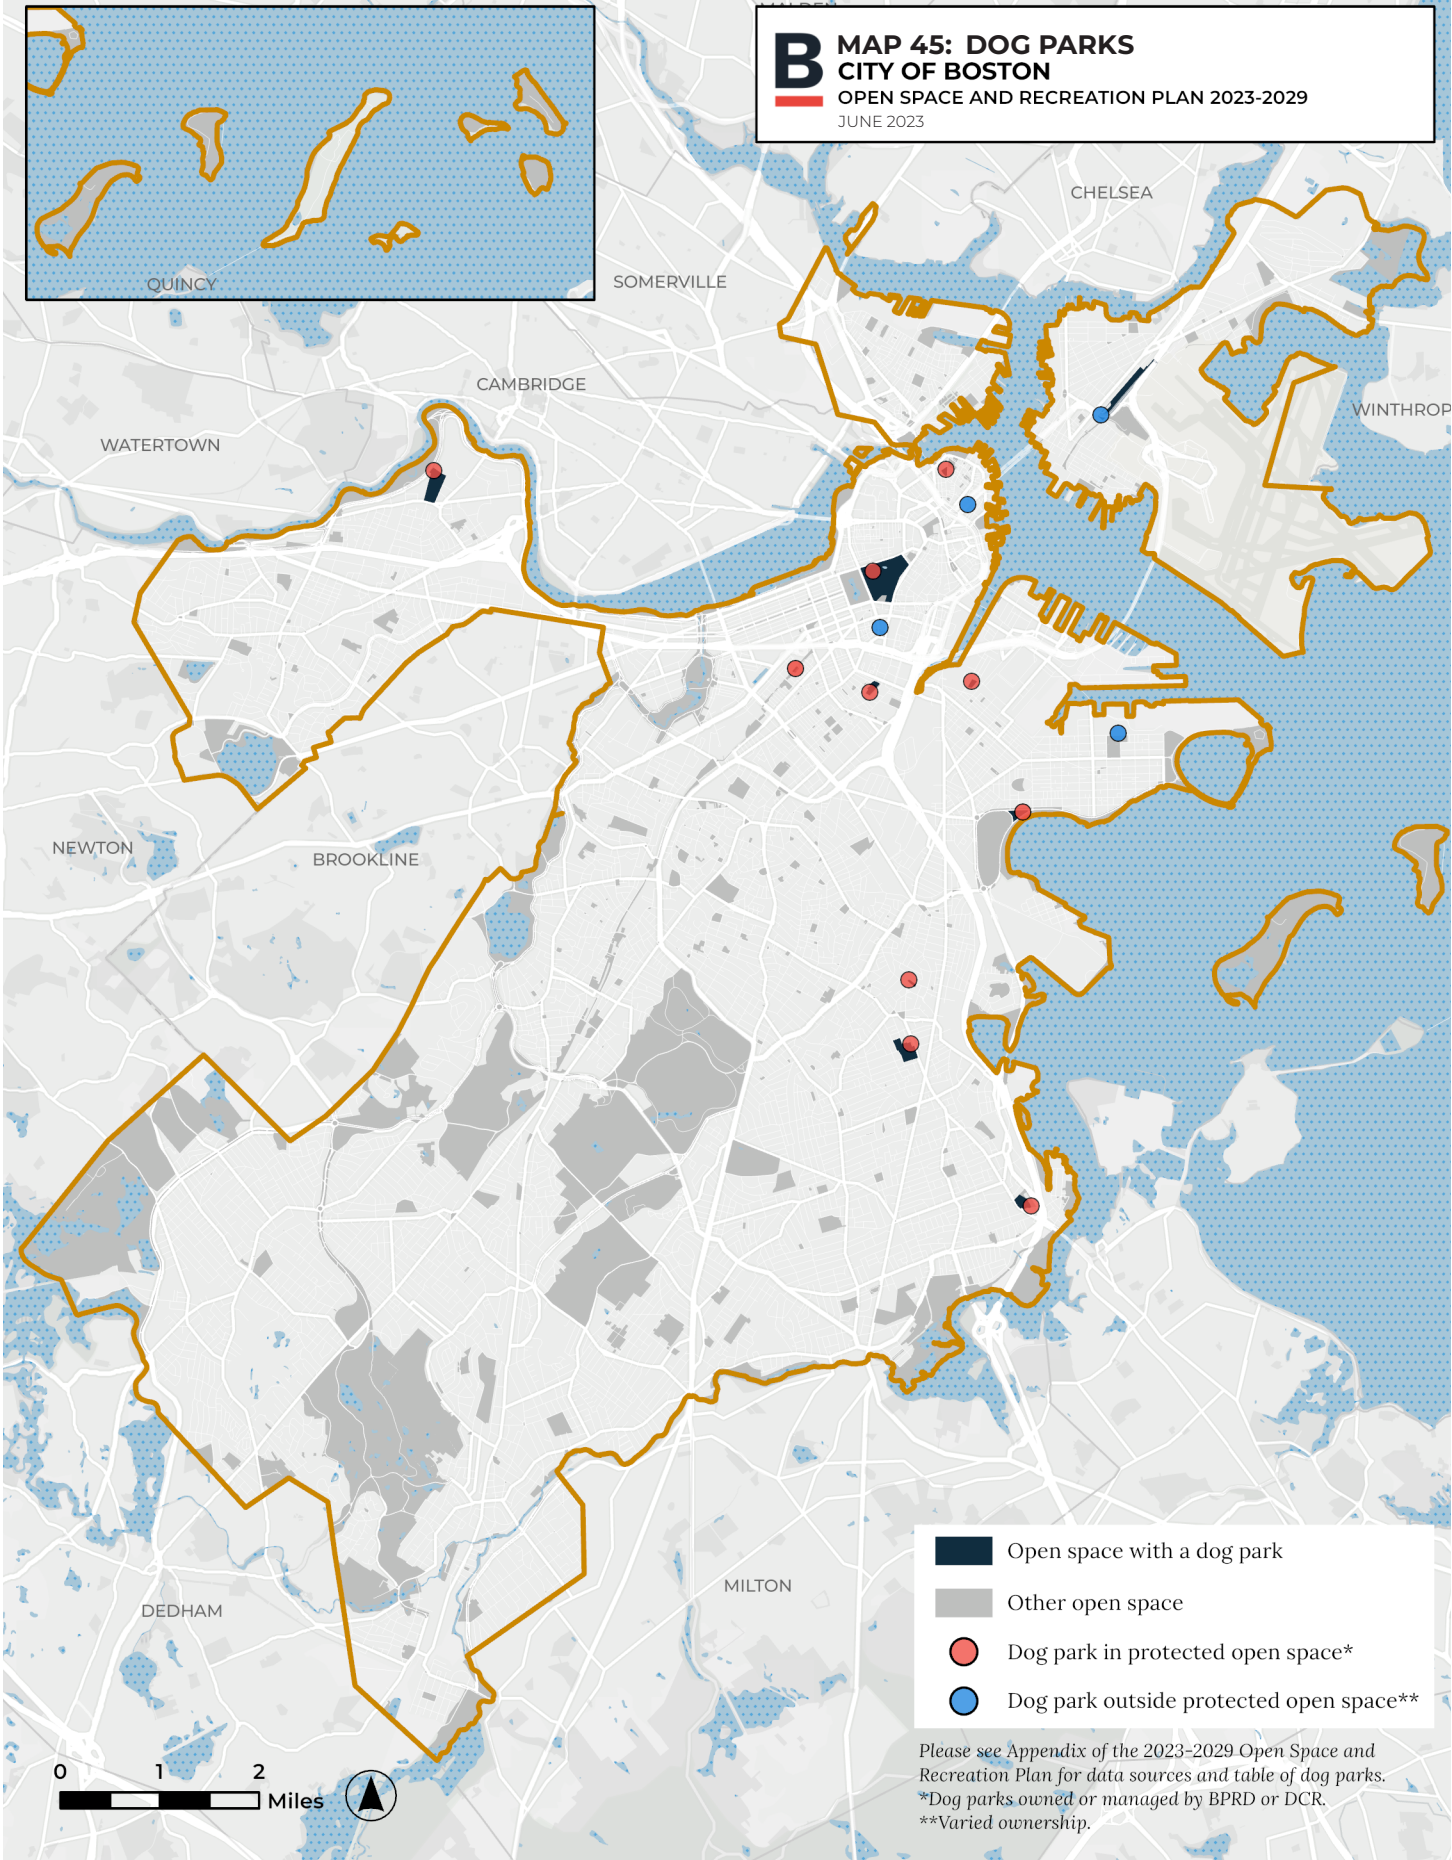 MAP 45: DOG PARKS
B
CITY OF BOSTON
OPEN SPACE AND RECREATION PLAN 2023-2029
JUNE 2023
CHELSEA
QUINCY
SOMERVILLE
CAMBRIDGE
WINTHROP
WATERTOWN
NEWTON
BROOKLINE
Open space with a dog park
MILTON
Other open space
DEDHAM
Dog park in protected open space*
Dog park outside protected open space**
Please see Appendix of the 2023-2029 Open Space and
Recreation Plan for data sources and table of dog parks.
*Dog parks owned or managed by BPRD or DCR.
**Varied ownership.
0 1 2
Miles